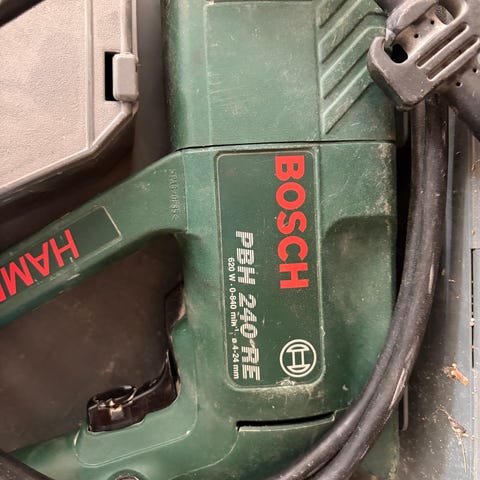 BOSCH
PBH 240 RE
620 W · 0-840 min⁻¹, ø 4-24 mm
HAM